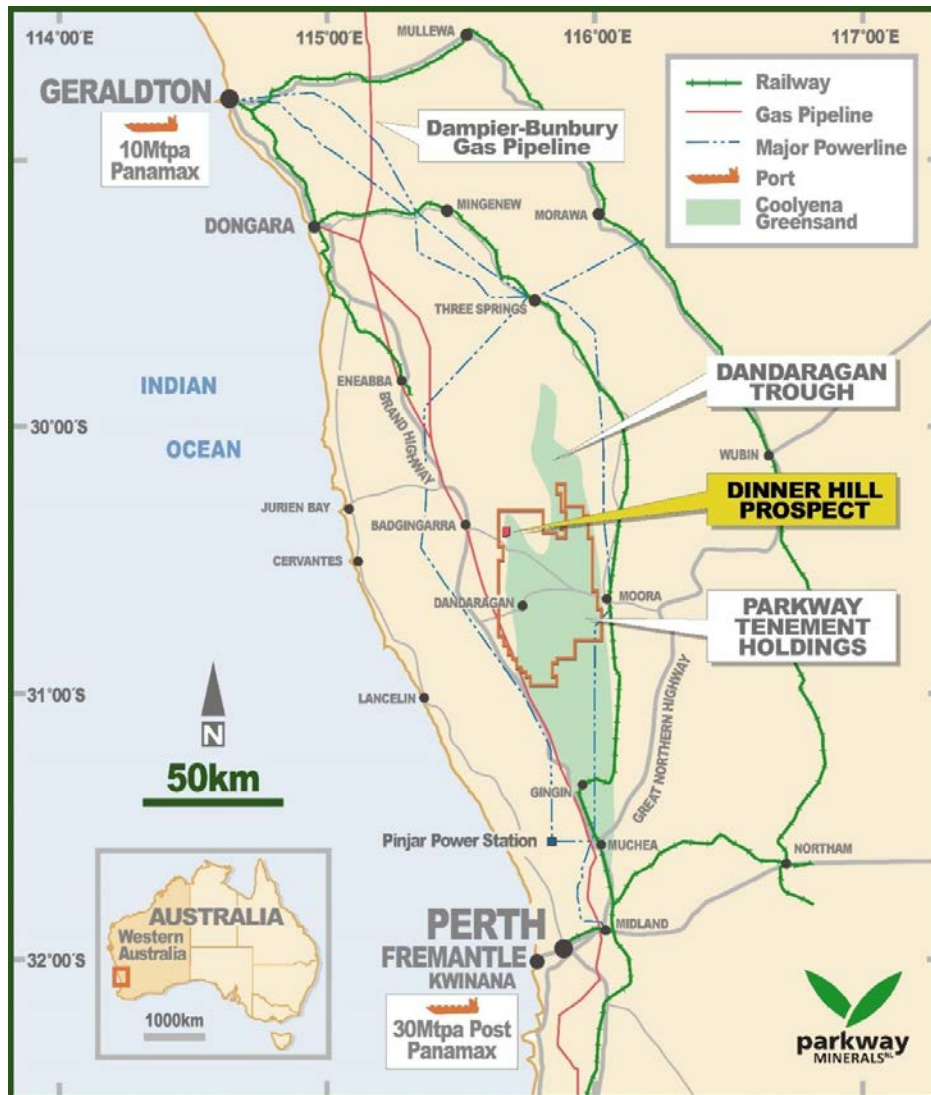 114°00'E
115°00'E
116°00'E
117°00'E
MULLEWA
GERALDTON
10Mtpa
Panamax
Dampier-Bunbury
Gas Pipeline
Railway
Gas Pipeline
Major Powerline
Port
Coolyena
Greensand
DONGARA
MINGENEW
MORAWA
THREE SPRINGS
INDIAN
OCEAN
ENEABBA
BRAND HIGHWAY
DANDARAGAN
TROUGH
30°00'S
WUBIN
DINNER HILL
PROSPECT
JURIEN BAY
BADGINGARRA
CERVANTES
DANDARAGAN
MOORA
PARKWAY
TENEMENT
HOLDINGS
31°00'S
LANCELIN
N
50km
GREAT NORTHERN HIGHWAY
GINGIN
Pinjar Power Station
MUCHEA
NORTHAM
AUSTRALIA
Western
Australia
1000km
PERTH
MIDLAND
FREMANTLE
32°00'S
KWINANA
30Mtpa Post
Panamax
parkway
MINERALS NL